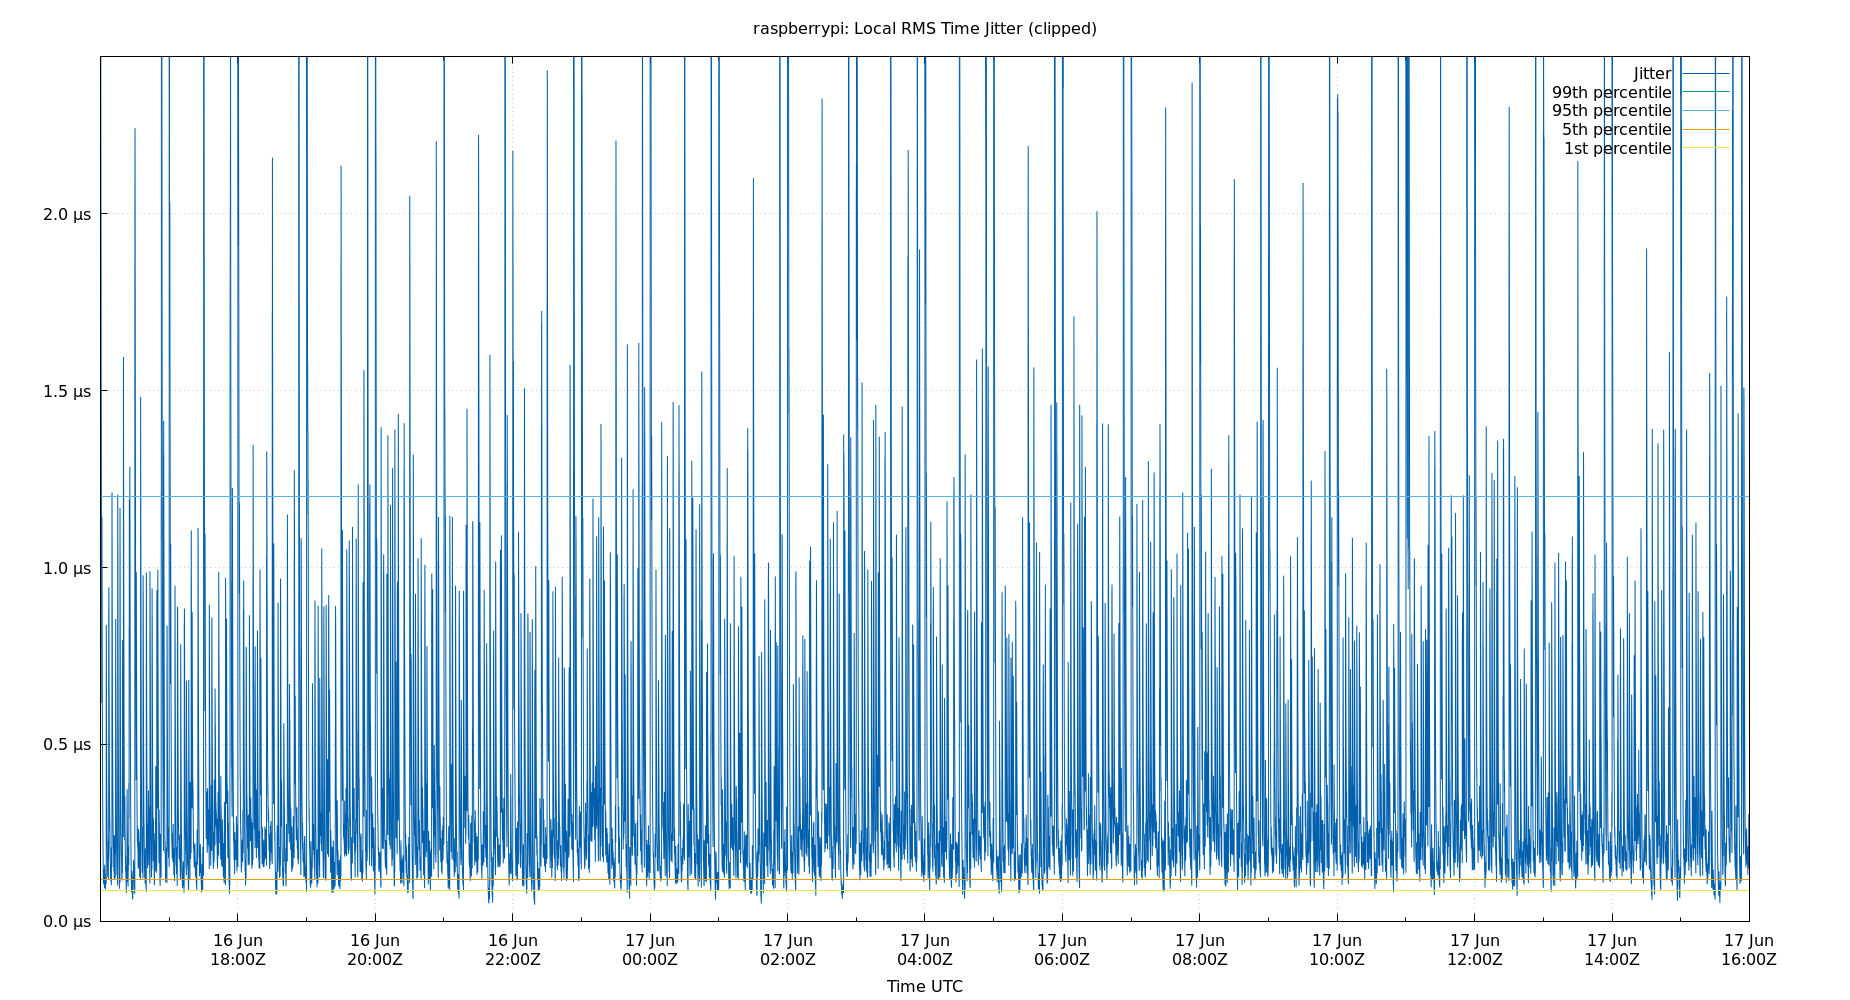 raspberrypi: Local RMS Time Jitter (clipped)
Jitter
99th percentile
95th percentile
5th percentile
1st percentile
2.0 µs
1.5 µs
1.0 µs
0.5 µs
0.0 µs
16 Jun 16 Jun 16 Jun 17 Jun 17 Jun 17 Jun 17 Jun 17 Jun 17 Jun 17 Jun 17 Jun 17 Jun
18:00Z 20:00Z 22:00Z 00:00Z 02:00Z 04:00Z 06:00Z 08:00Z 10:00Z 12:00Z 14:00Z 16:00Z
Time UTC